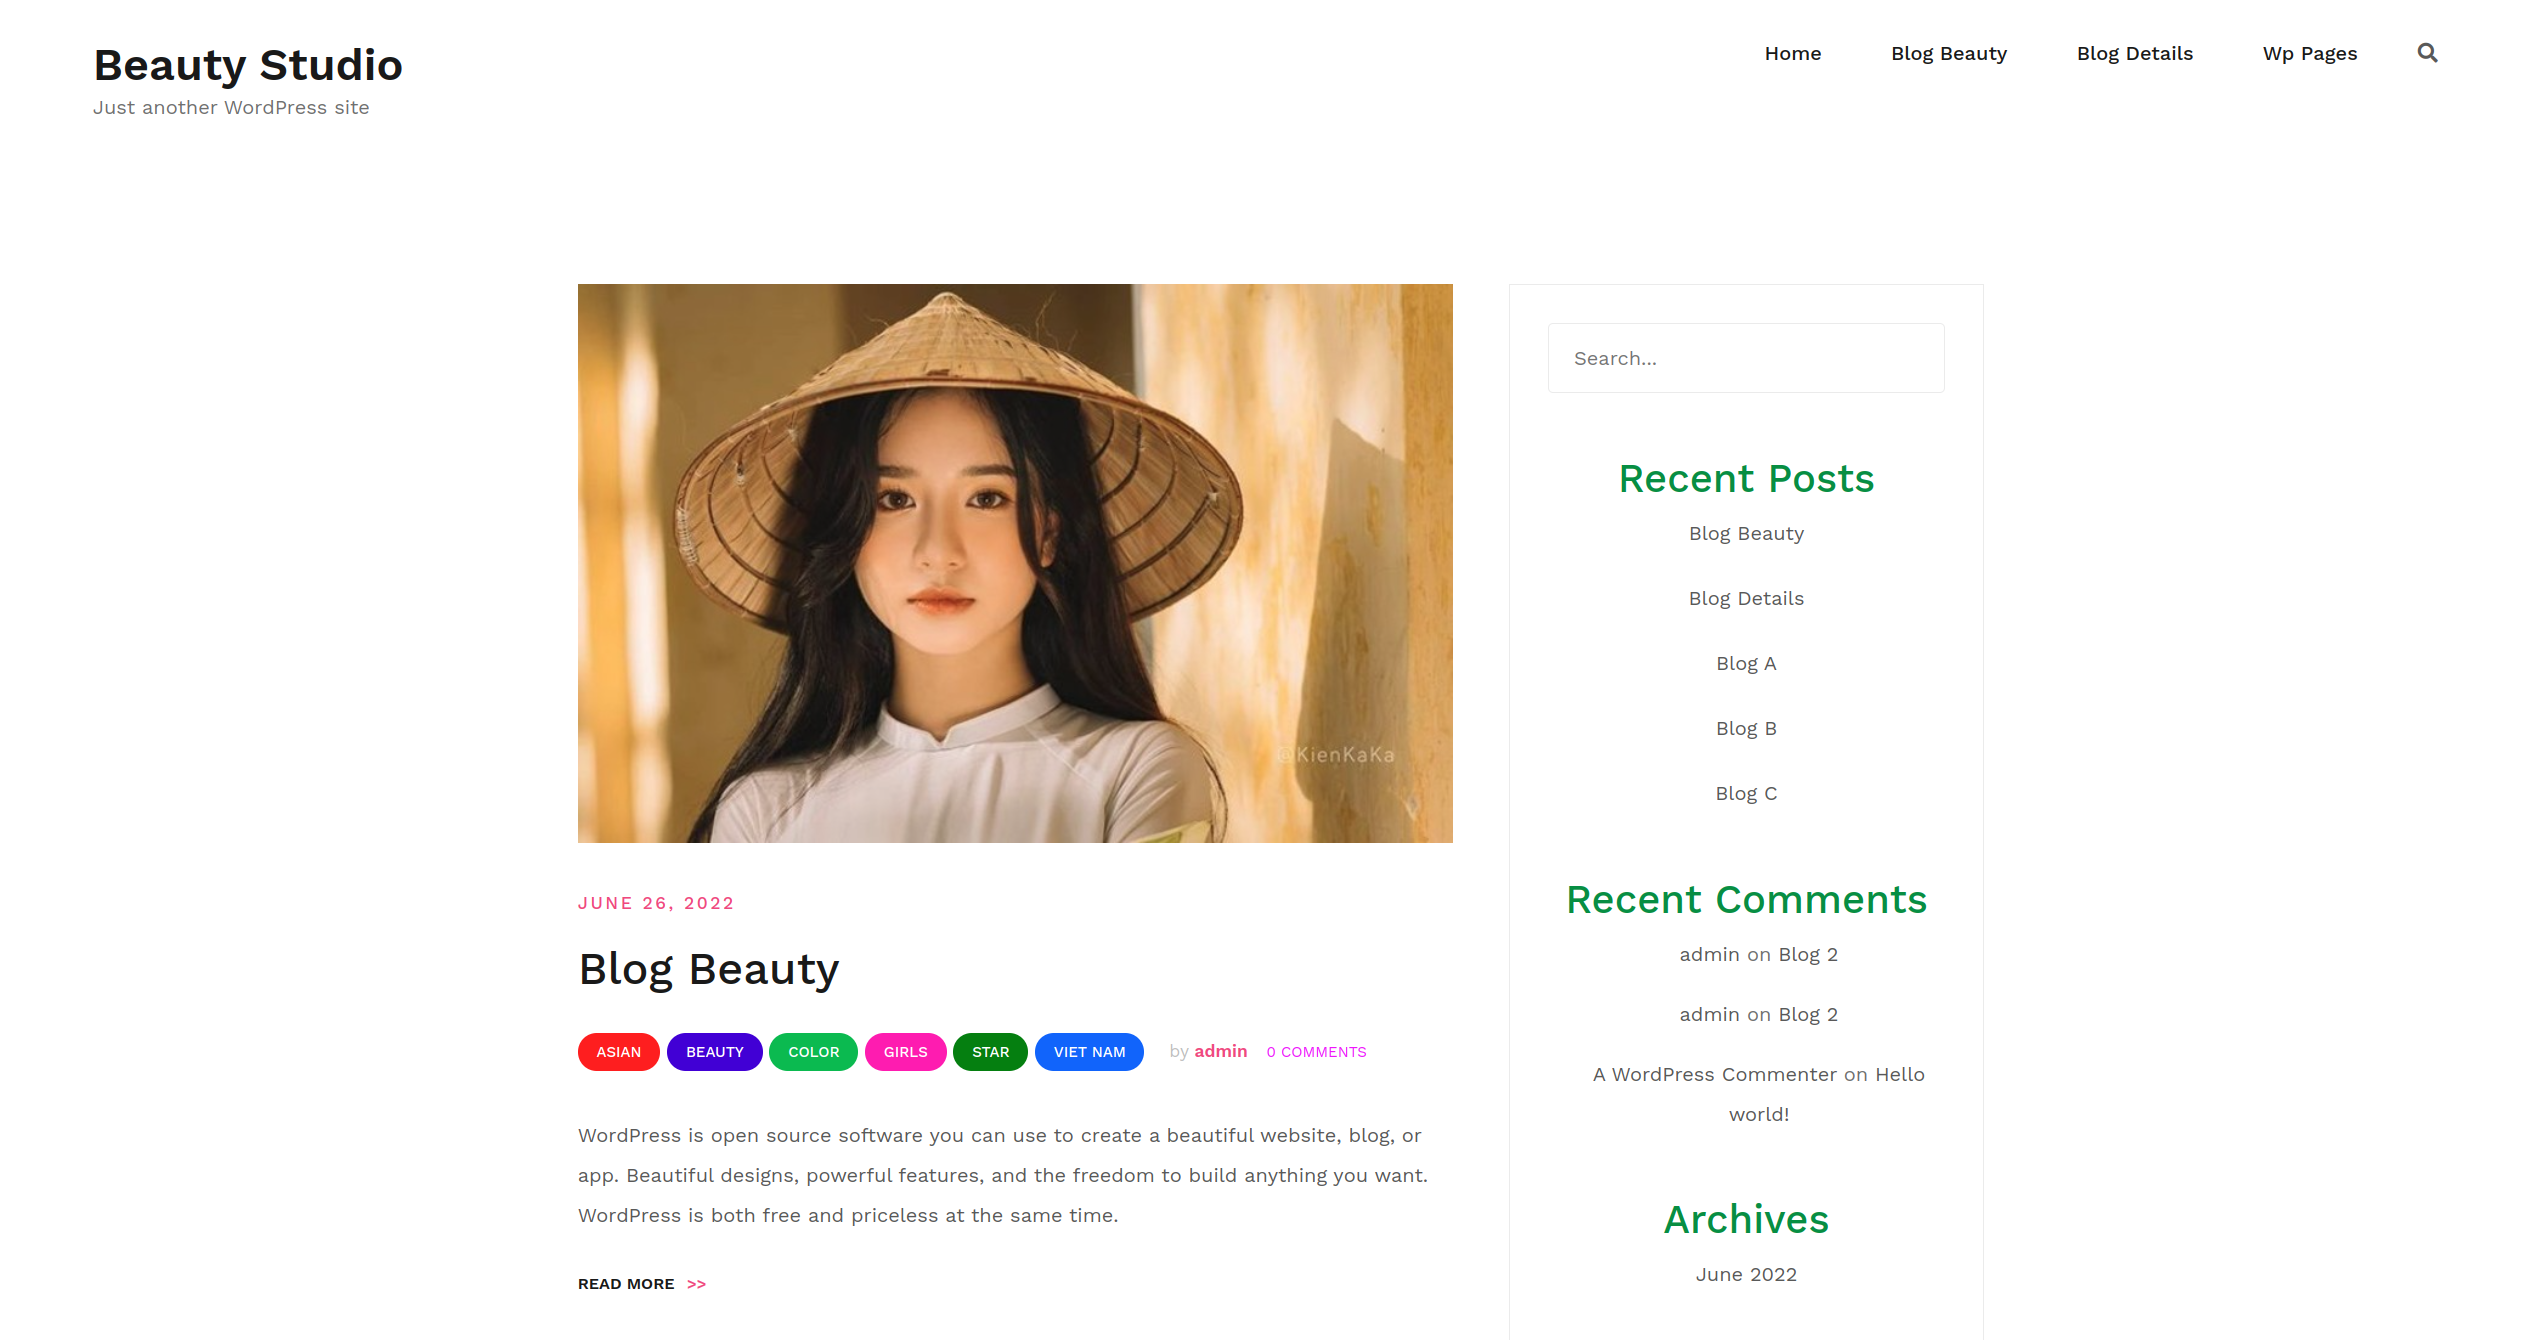 Beauty Studio
Just another WordPress site
Home
Blog Beauty
Blog Details
Wp Pages
@KienKaKa
JUNE 26, 2022
Blog Beauty
ASIAN
BEAUTY
COLOR
GIRLS
STAR
VIET NAM
by admin
0 COMMENTS
WordPress is open source software you can use to create a beautiful website, blog, or
app. Beautiful designs, powerful features, and the freedom to build anything you want.
WordPress is both free and priceless at the same time.
READ MORE >>
Search...
Recent Posts
Blog Beauty
Blog Details
Blog A
Blog B
Blog C
Recent Comments
admin on Blog 2
admin on Blog 2
A WordPress Commenter on Hello
world!
Archives
June 2022